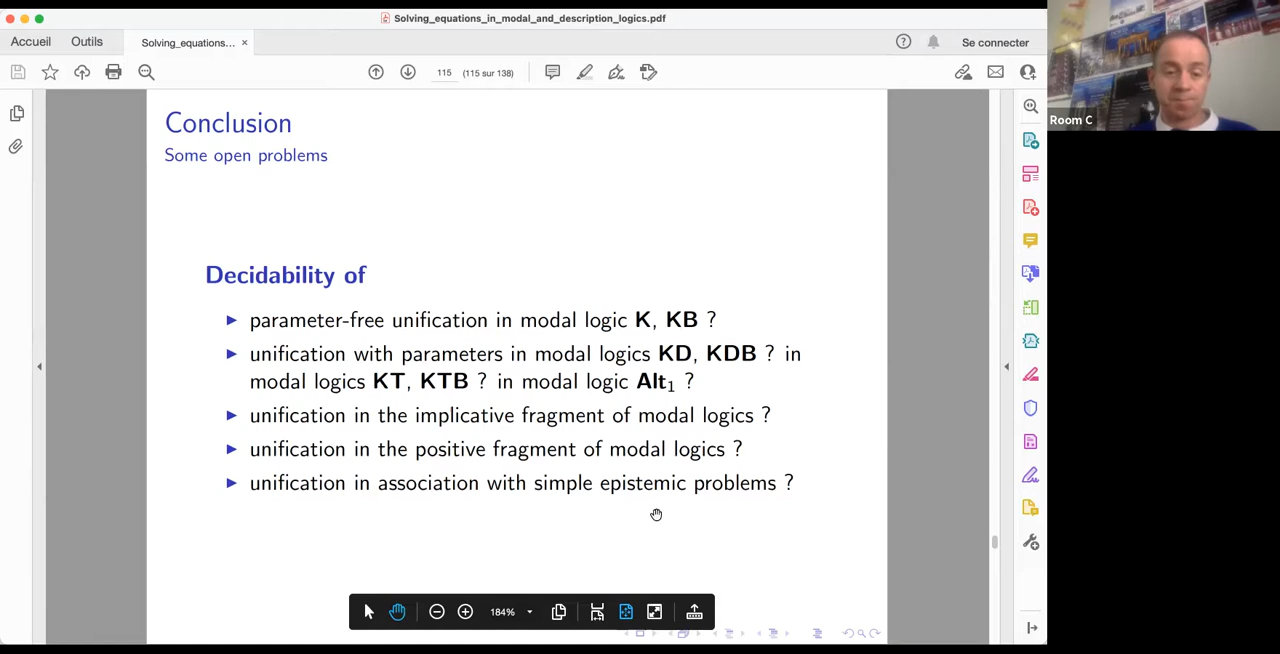 Solving_equations_in_modal_and_description_logics.pdf
Accueil Outils Solving_equations... × Se connecter
115 (115 sur 138)
Room C
Conclusion
Some open problems
Decidability of
▶ parameter-free unification in modal logic K, KB ?
▶ unification with parameters in modal logics KD, KDB ? in
modal logics KT, KTB ? in modal logic Alt₁ ?
▶ unification in the implicative fragment of modal logics ?
▶ unification in the positive fragment of modal logics ?
▶ unification in association with simple epistemic problems ?
184%